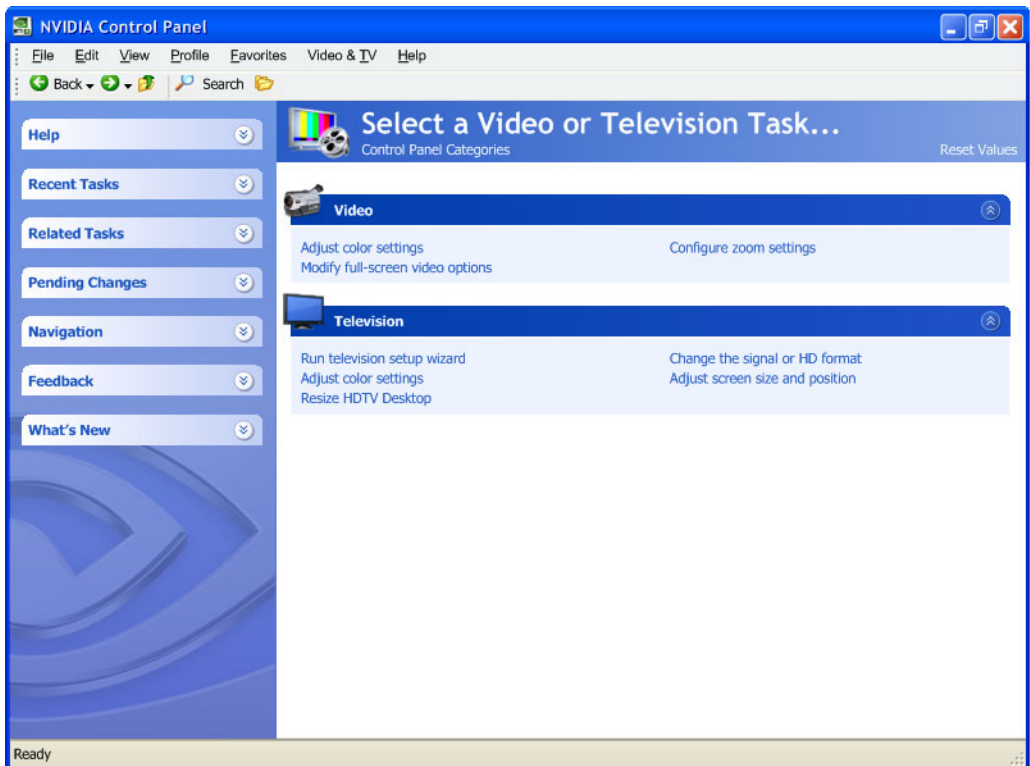 NVIDIA Control Panel
File Edit View Profile Favorites Video & TV Help
Back Search
Help
Recent Tasks
Related Tasks
Pending Changes
Navigation
Feedback
What's New
Select a Video or Television Task...
Control Panel Categories
Reset Values
Video
Adjust color settings
Configure zoom settings
Modify full-screen video options
Television
Run television setup wizard
Change the signal or HD format
Adjust color settings
Adjust screen size and position
Resize HDTV Desktop
Ready